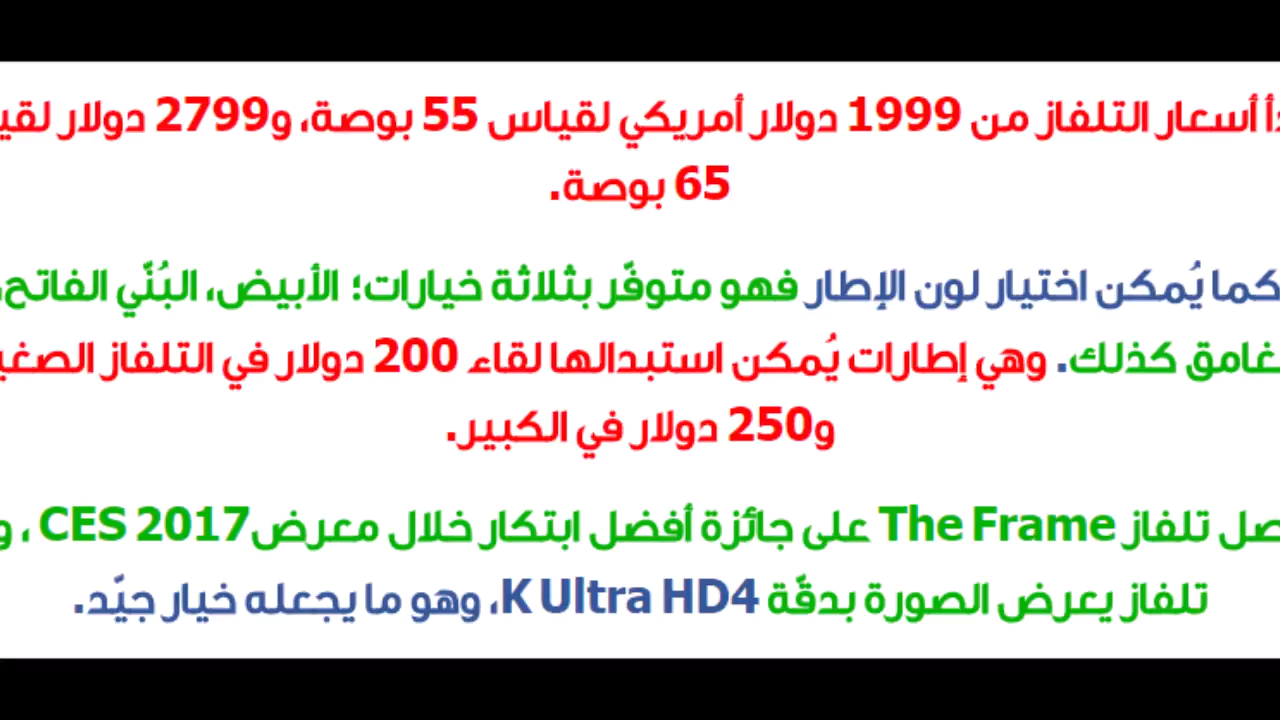 أسعار التلفاز من 1999 دولار أمريكي لقياس 55 بوصة، و2799 دولار
65 بوصة.
كما يُمكن اختيار لون الإطار فهو متوفّر بثلاثة خيارات؛ الأبيض، البُنّي الفاتح،
غامق كذلك. وهي إطارات يُمكن استبدالها لقاء 200 دولار في التلفاز
و250 دولار في الكبير.
تلفاز The Frame على جائزة أفضل ابتكار خلال معرض CES 2017 ،
تلفاز يعرض الصورة بدقّة K Ultra HD4، وهو ما يجعله خيار جيّد.